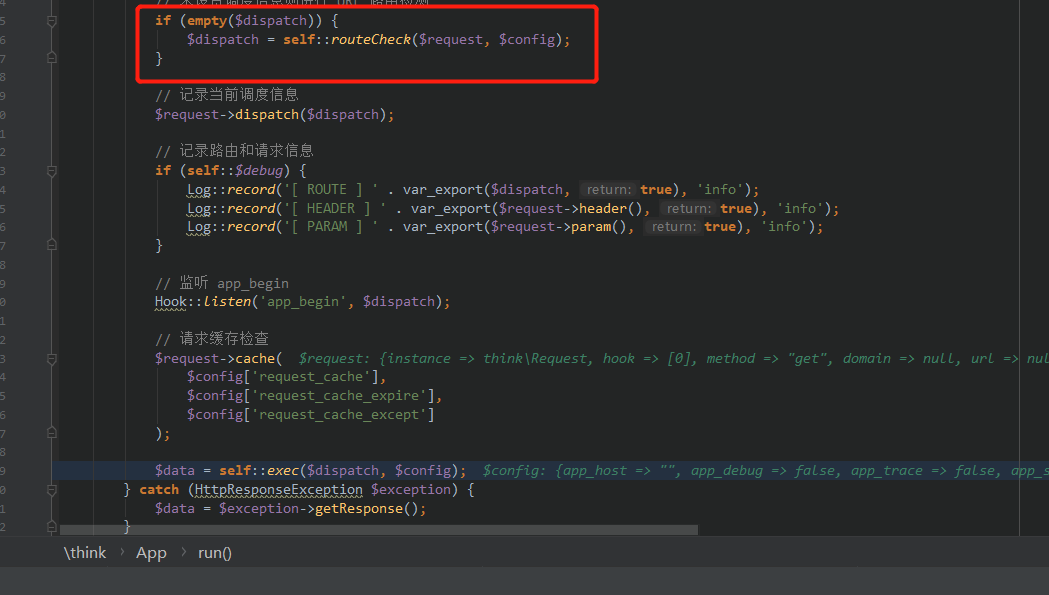 if (empty($dispatch)) {
$dispatch = self::routeCheck($request, $config);
}
// 记录当前调度信息
$request->dispatch($dispatch);
// 记录路由和请求信息
if (self::$debug) {
Log::record('[ ROUTE ] ' . var_export($dispatch, return: true), 'info');
Log::record('[ HEADER ] ' . var_export($request->header(), return: true), 'info');
Log::record('[ PARAM ] ' . var_export($request->param(), return: true), 'info');
}
// 监听 app_begin
Hook::listen('app_begin', $dispatch);
// 请求缓存检查
$request->cache( $request: {instance => think\Request, hook => [0], method => "get", domain => null, url =>
$config['request_cache'],
$config['request_cache_expire'],
$config['request_cache_except']
);
$data = self::exec($dispatch, $config); $config: {app_host => "", app_debug => false, app_trace => false,
} catch (HttpResponseException $exception) {
$data = $exception->getResponse();
}
\think › App › run()